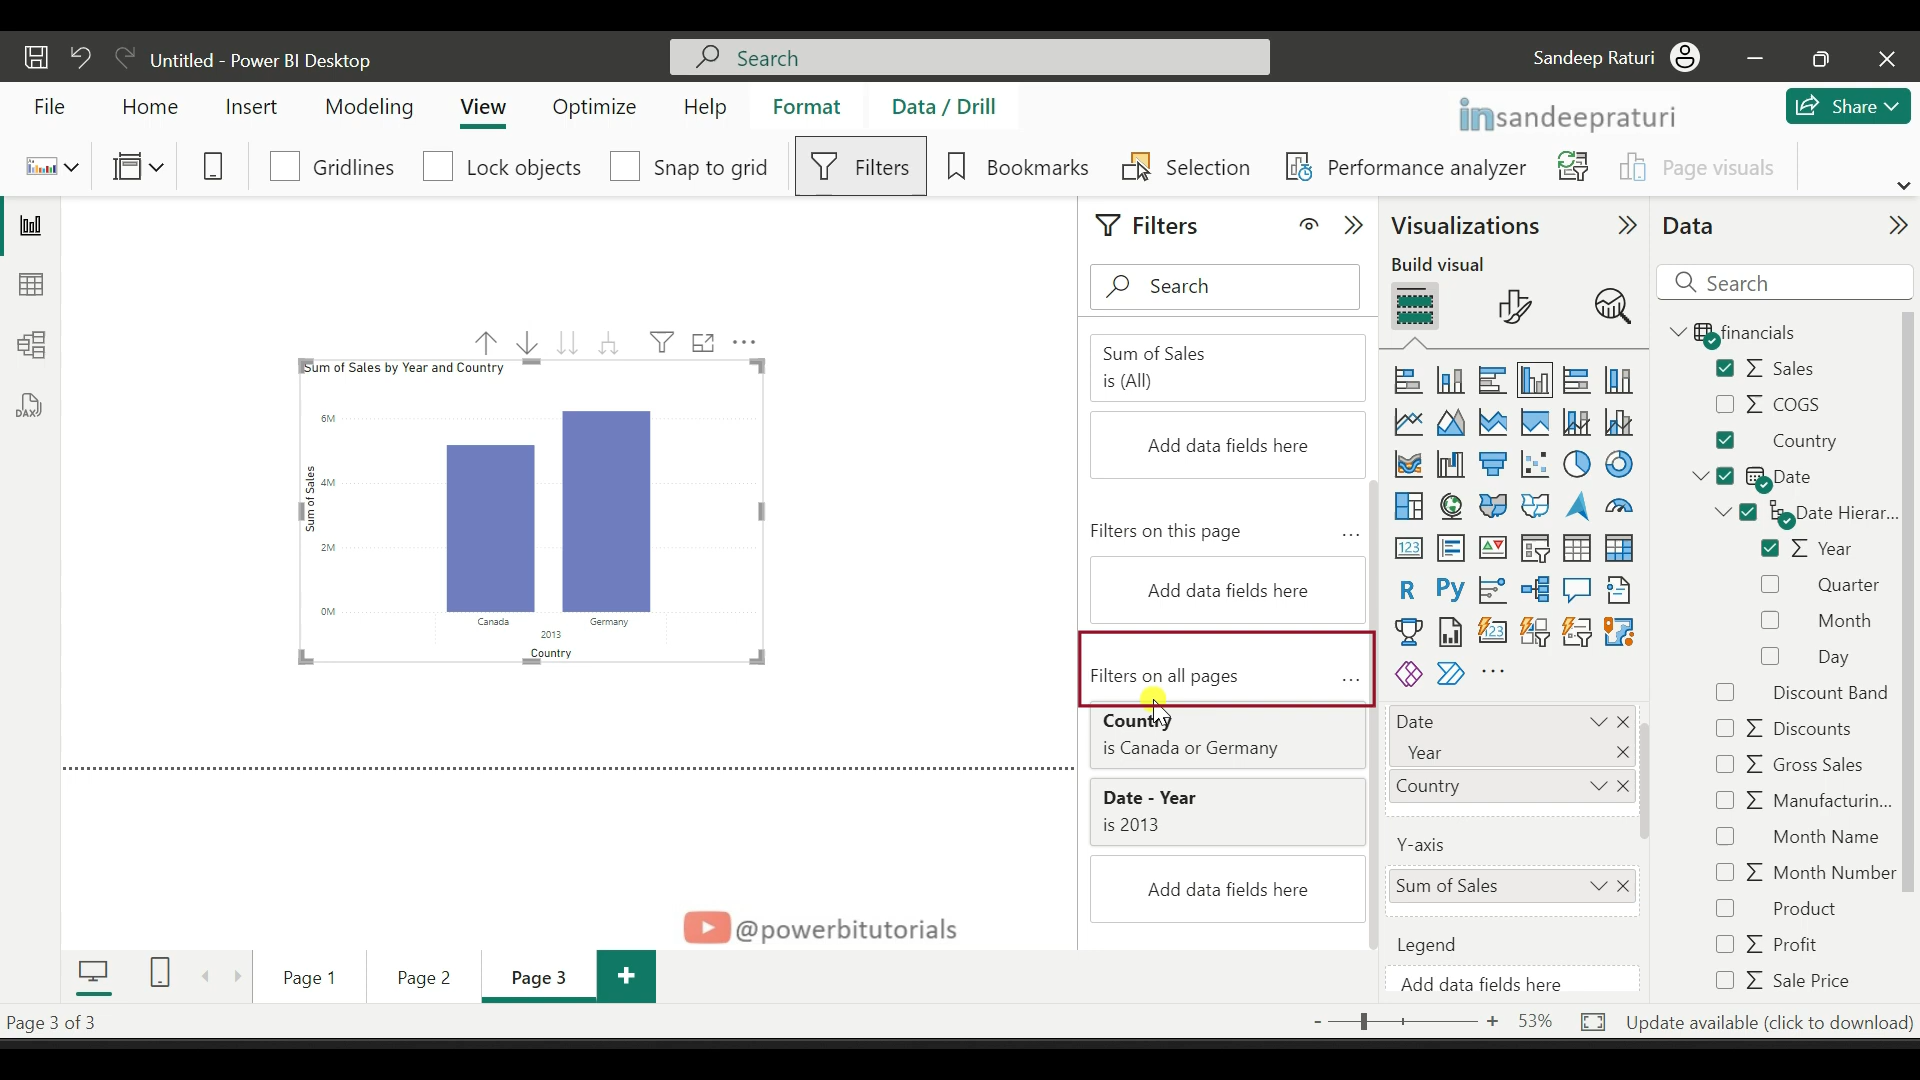 Untitled - Power BI Desktop
Search
Sandeep Raturi
File
Home
Insert
Modeling
View
Optimize
Help
Format
Data / Drill
insandeepraturi
Share
Gridlines
Lock objects
Snap to grid
Filters
Bookmarks
Selection
Performance analyzer
Page visuals
DAX
Sum of Sales by Year and Country
Sum of Sales
6M
4M
2M
0M
Canada
Germany
2013
Country
@powerbitutorials
Filters
Search
Sum of Sales
is (All)
Add data fields here
Filters on this page
...
Add data fields here
Filters on all pages
...
Country
is Canada or Germany
Date - Year
is 2013
Add data fields here
Visualizations
Build visual
123
R
Py
123
...
Date
Year
Country
Y-axis
Sum of Sales
Legend
Add data fields here
Data
Search
financials
Sales
COGS
Country
Date
Date Hierar...
Year
Quarter
Month
Day
Discount Band
Discounts
Gross Sales
Manufacturin...
Month Name
Month Number
Product
Profit
Sale Price
Page 1
Page 2
Page 3
+
Page 3 of 3
-
+
53%
Update available (click to download)